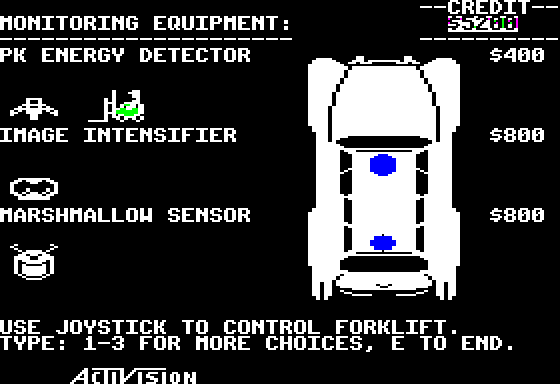 --CREDIT--
MONITORING EQUIPMENT: $5200
PK ENERGY DETECTOR $400
IMAGE INTENSIFIER $800
MARSHMALLOW SENSOR $800
USE JOYSTICK TO CONTROL FORKLIFT.
TYPE: 1-3 FOR MORE CHOICES, E TO END.
ACTIVISION